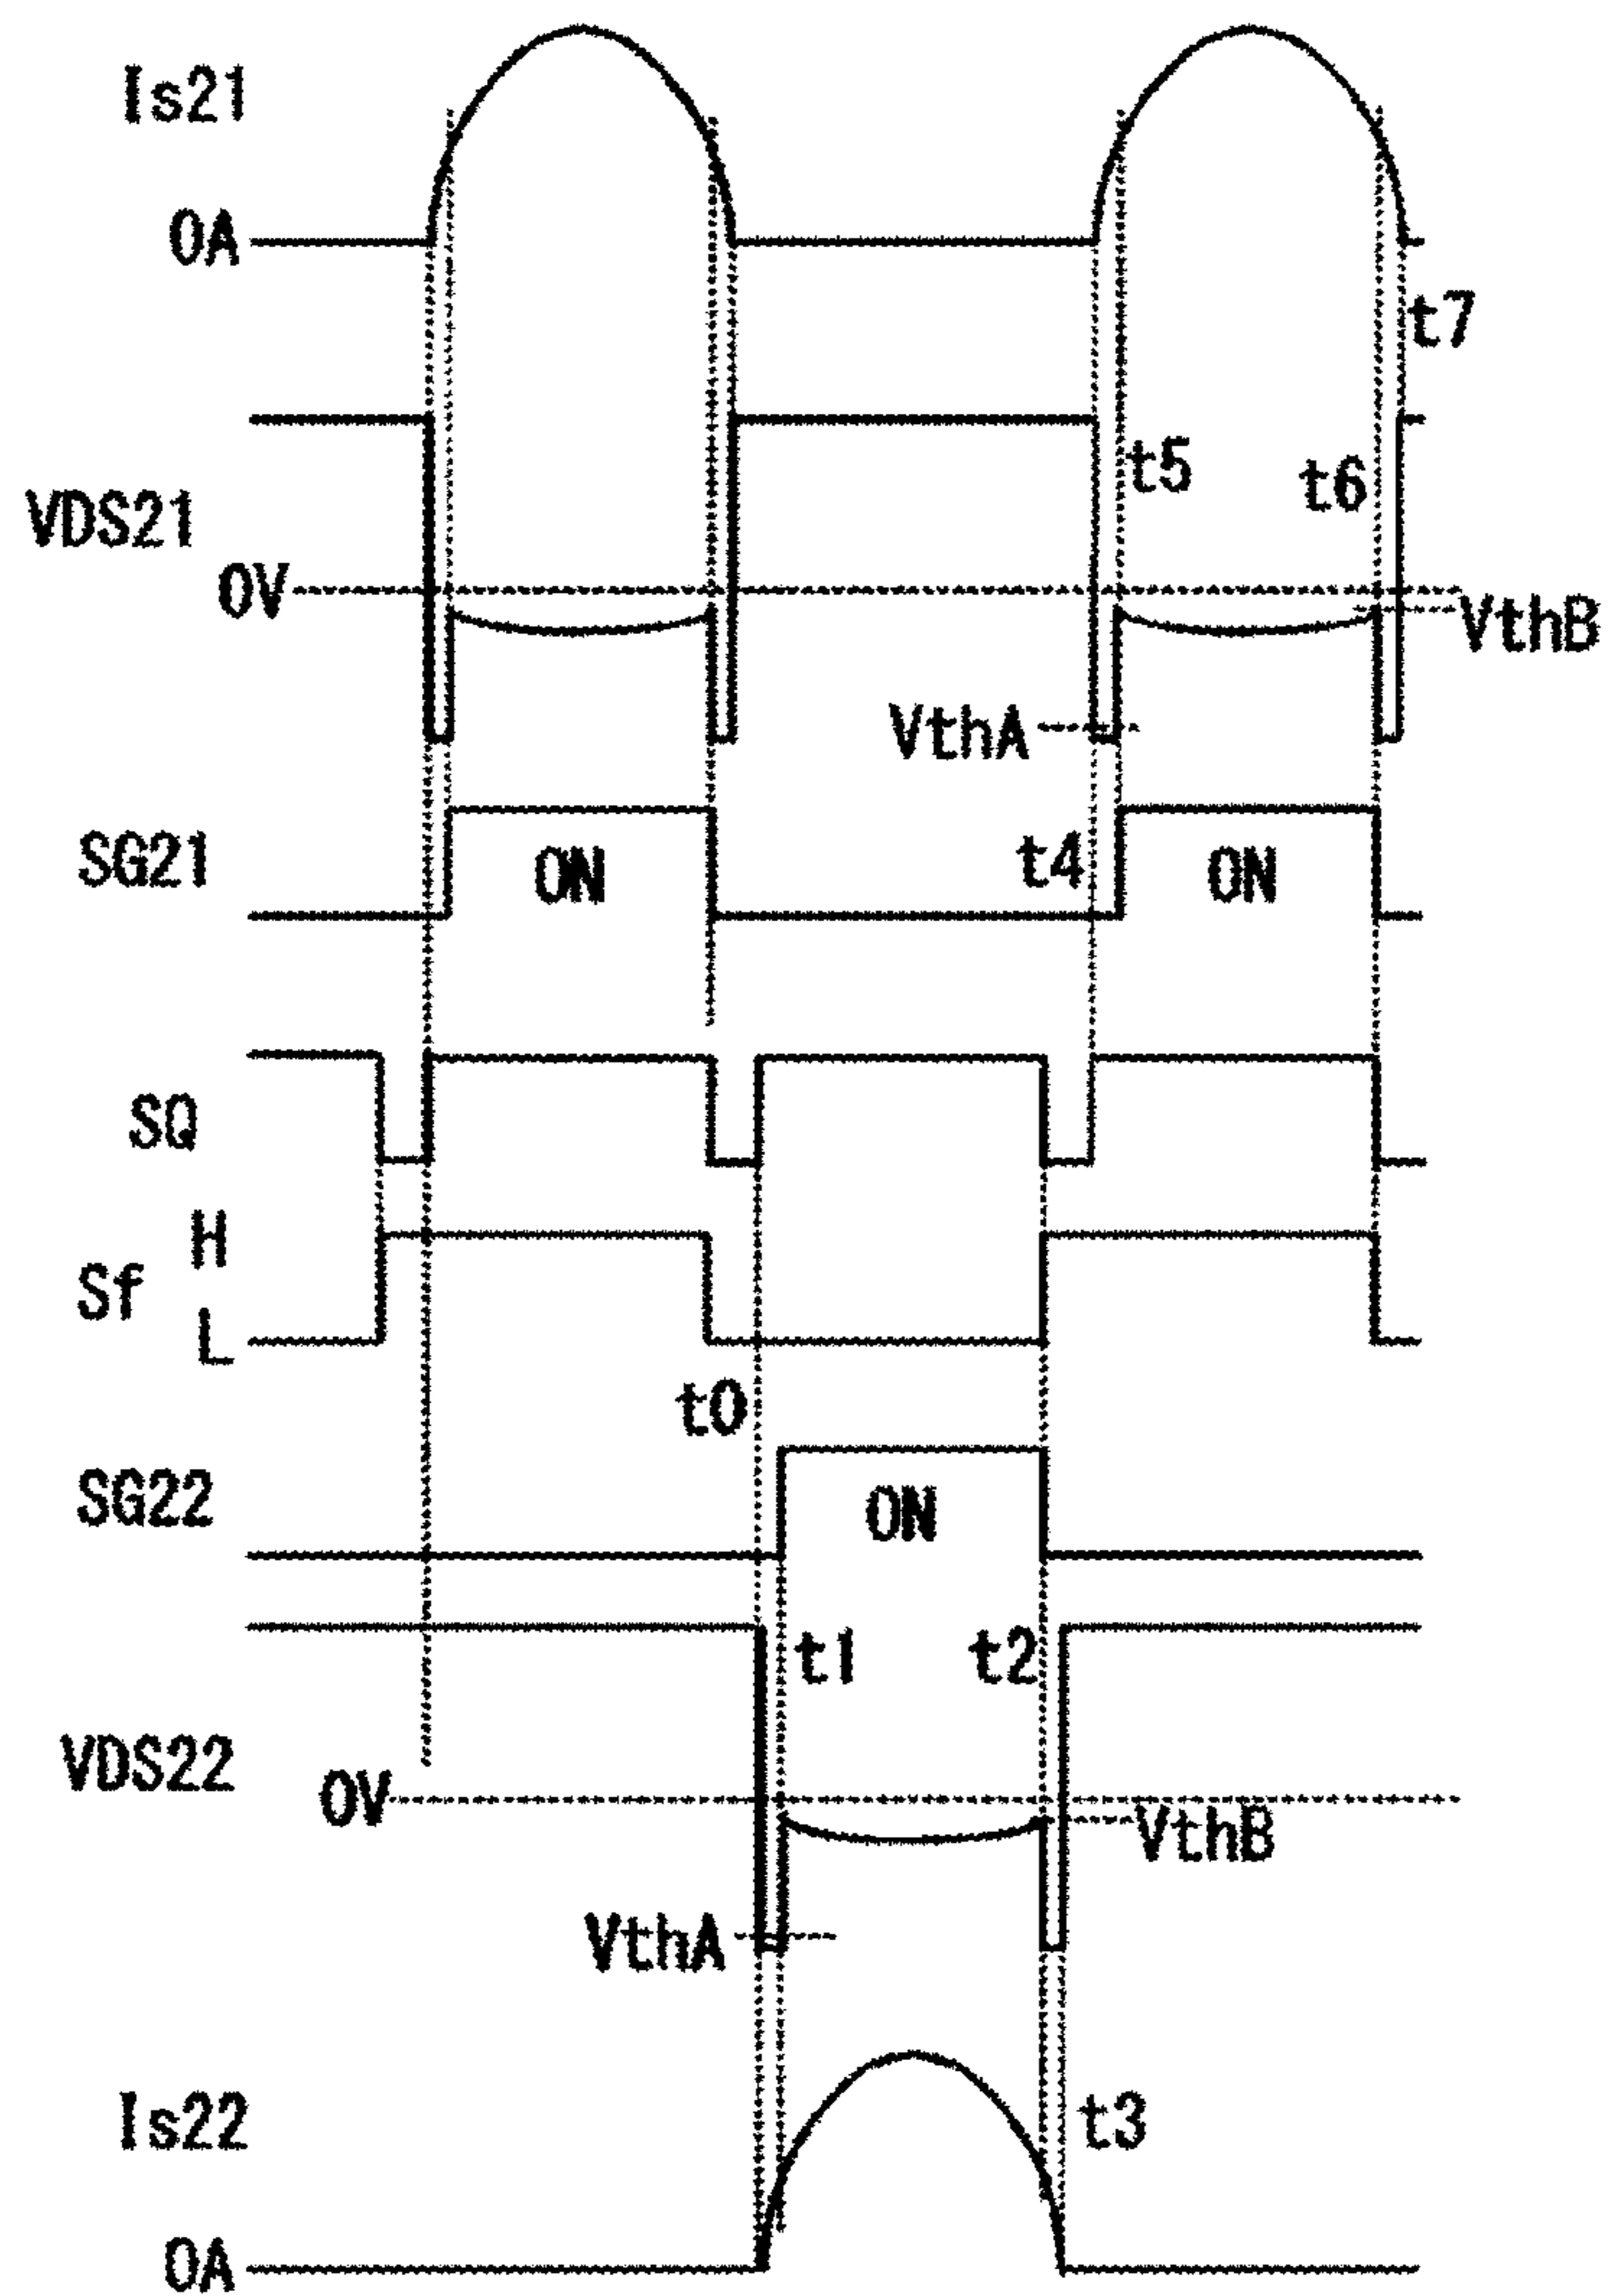 Is21
0A
t7
t5
t6
VDS21
0V
VthB
VthA
SG21
ON
t4
ON
SQ
H
Sf
L
t0
SG22
ON
t1
t2
VDS22
0V
VthB
VthA
Is22
t3
0A